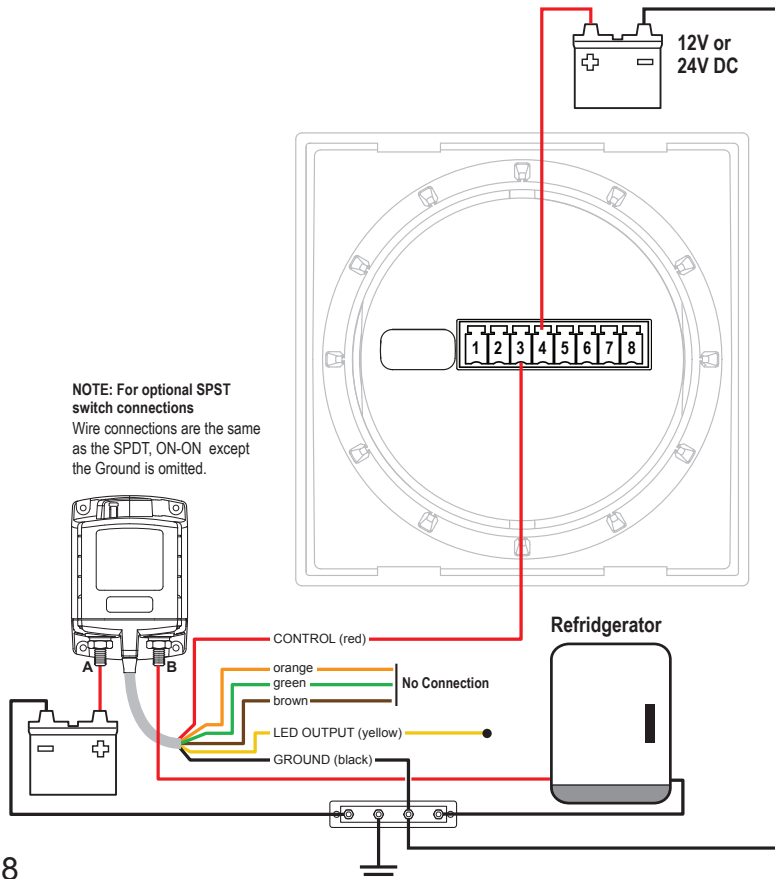 12V or
24V DC
1 2 3 4 5 6 7 8
NOTE: For optional SPST
switch connections
Wire connections are the same
as the SPDT, ON-ON except
the Ground is omitted.
A
B
CONTROL (red)
orange
green
brown
No Connection
LED OUTPUT (yellow)
GROUND (black)
Refridgerator
8